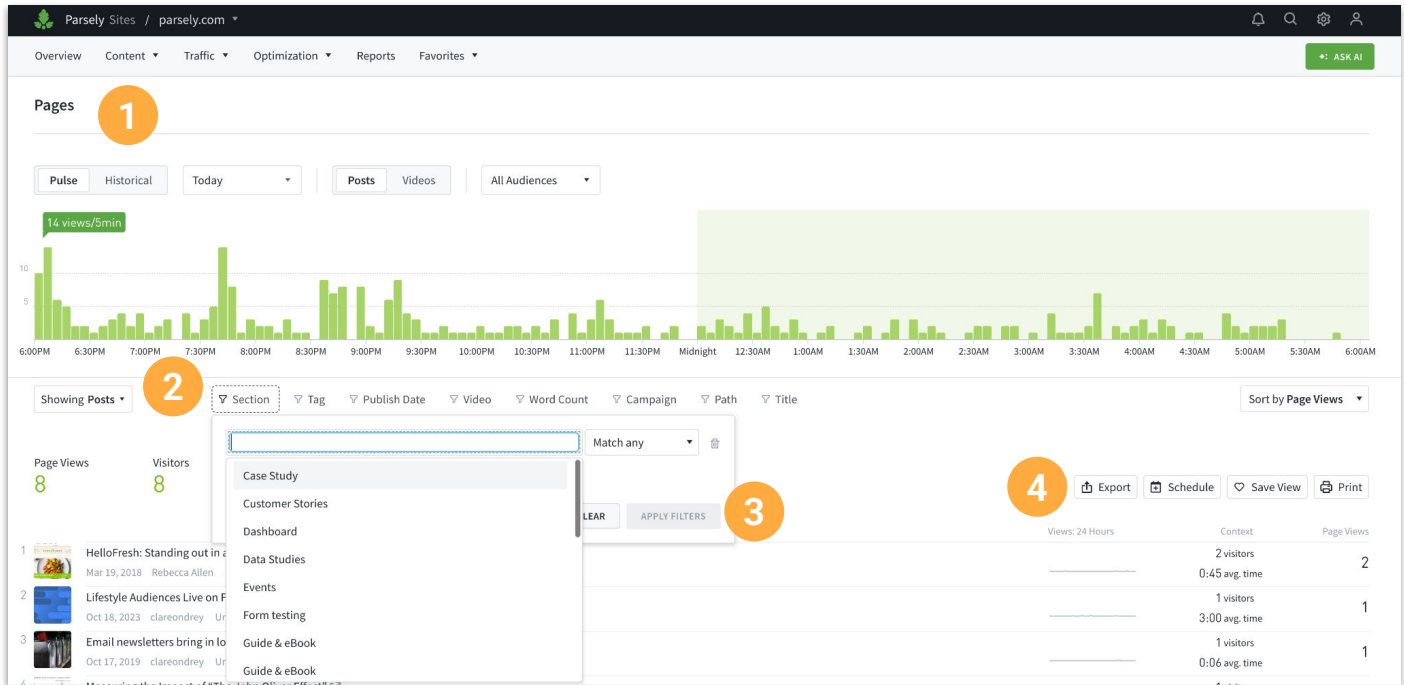 Parsely Sites / parsely.com
Overview Content Traffic Optimization Reports Favorites ASK AI
Pages
1
Pulse Historical Today Posts Videos All Audiences
14 views/5min
10
5
6:00PM 6:30PM 7:00PM 7:30PM 8:00PM 8:30PM 9:00PM 9:30PM 10:00PM 10:30PM 11:00PM 11:30PM Midnight 12:30AM 1:00AM 1:30AM 2:00AM 2:30AM 3:00AM 3:30AM 4:00AM 4:30AM 5:00AM 5:30AM 6:00AM
2
Showing Posts Section Tag Publish Date Video Word Count Campaign Path Title Sort by Page Views
Match any
Page Views Visitors
8 8
Case Study
Customer Stories
Dashboard
Data Studies
Events
Form testing
Guide & eBook
Guide & eBook
LEAR APPLY FILTERS
3
4
Export Schedule Save View Print
Views: 24 Hours Context Page Views
1 HelloFresh: Standing out in a
Mar 19, 2018 Rebecca Allen
2 visitors
0:45 avg. time
2
2 Lifestyle Audiences Live on F
Oct 18, 2023 clareondrey Ur
1 visitors
3:00 avg. time
1
3 Email newsletters bring in lo
Oct 17, 2019 clareondrey Ur
1 visitors
0:06 avg. time
1